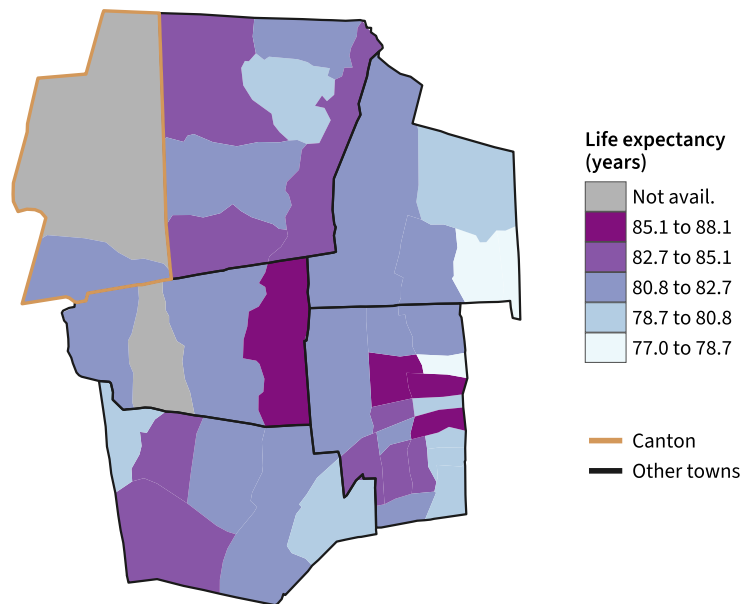 Life expectancy
(years)
Not avail.
85.1 to 88.1
82.7 to 85.1
80.8 to 82.7
78.7 to 80.8
77.0 to 78.7
Canton
Other towns